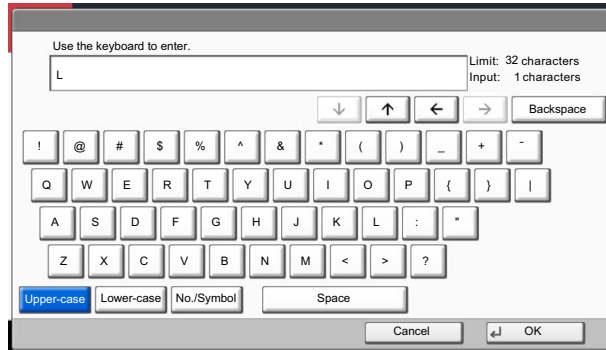 Use the keyboard to enter.
Limit: 32 characters
L
Input: 1 characters
↓ ↑ ← → Backspace
! @ # $ % ^ & * ( ) _ + ~
Q W E R T Y U I O P { } |
A S D F G H J K L : "
Z X C V B N M < > ?
Upper-case Lower-case No./Symbol Space
Cancel ↵ OK